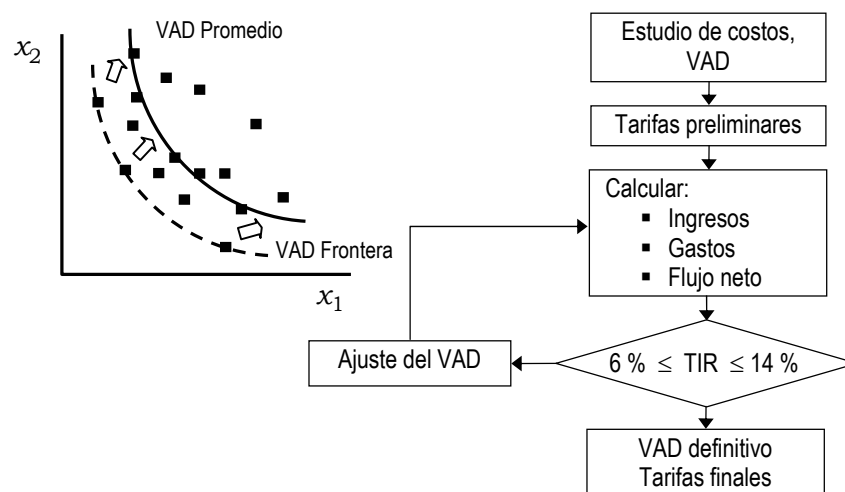 VAD Promedio
x2
VAD Frontera
x1
Estudio de costos,
VAD
Tarifas preliminares
Calcular:
■ Ingresos
■ Gastos
■ Flujo neto
Ajuste del VAD
6 % ≤ TIR ≤ 14 %
VAD definitivo
Tarifas finales